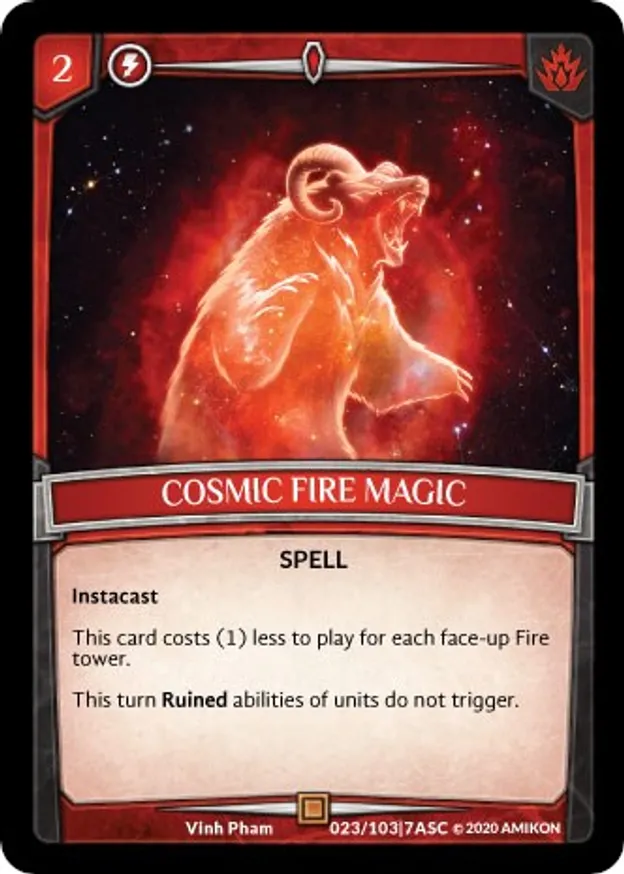 2
COSMIC FIRE MAGIC
SPELL
Instacast
This card costs (1) less to play for each face-up Fire
tower.
This turn Ruined abilities of units do not trigger.
Vinh Pham 023/103|7ASC © 2020 AMIKON